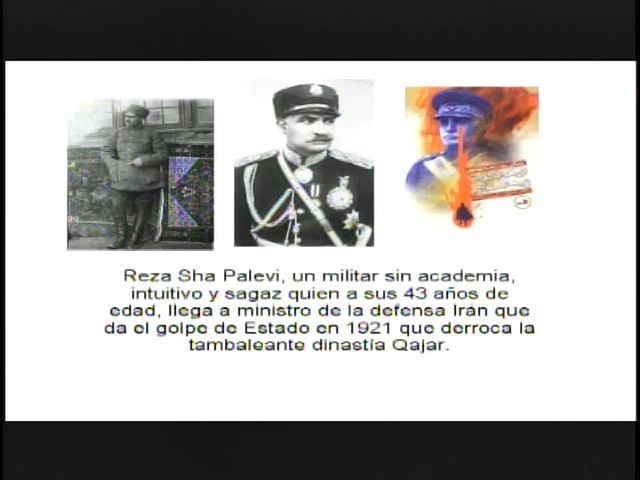 Reza Sha Palevi, un militar sin academia,
intuitivo y sagaz quien a sus 43 años de
edad, llega a ministro de la defensa Irán que
da el golpe de Estado en 1921 que derroca la
tambaleante dinastía Qajar.